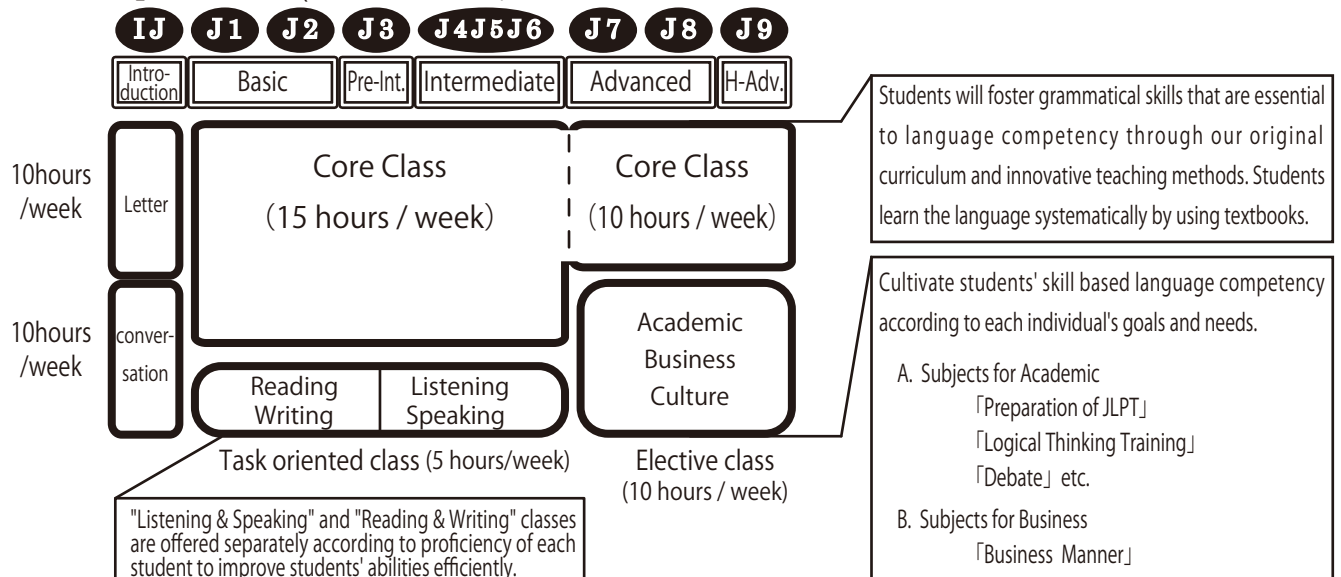 IJ J1 J2 J3 J4J5J6 J7 J8 J9
Intro-
duction
Basic
Pre-Int.
Intermediate
Advanced
H-Adv.
10hours
/week
Letter
Core Class
（15 hours / week）
Core Class
（10 hours / week）
10hours
/week
conver-
sation
Reading
Writing
Listening
Speaking
Academic
Business
Culture
Task oriented class (5 hours/week)
Elective class
(10 hours / week)
"Listening & Speaking" and "Reading & Writing" classes
are offered separately according to proficiency of each
student to improve students' abilities efficiently.
Students will foster grammatical skills that are essential
to language competency through our original
curriculum and innovative teaching methods. Students
learn the language systematically by using textbooks.
Cultivate students' skill based language competency
according to each individual's goals and needs.
A. Subjects for Academic
「Preparation of JLPT」
「Logical Thinking Training」
「Debate」 etc.
B. Subjects for Business
「Business Manner」